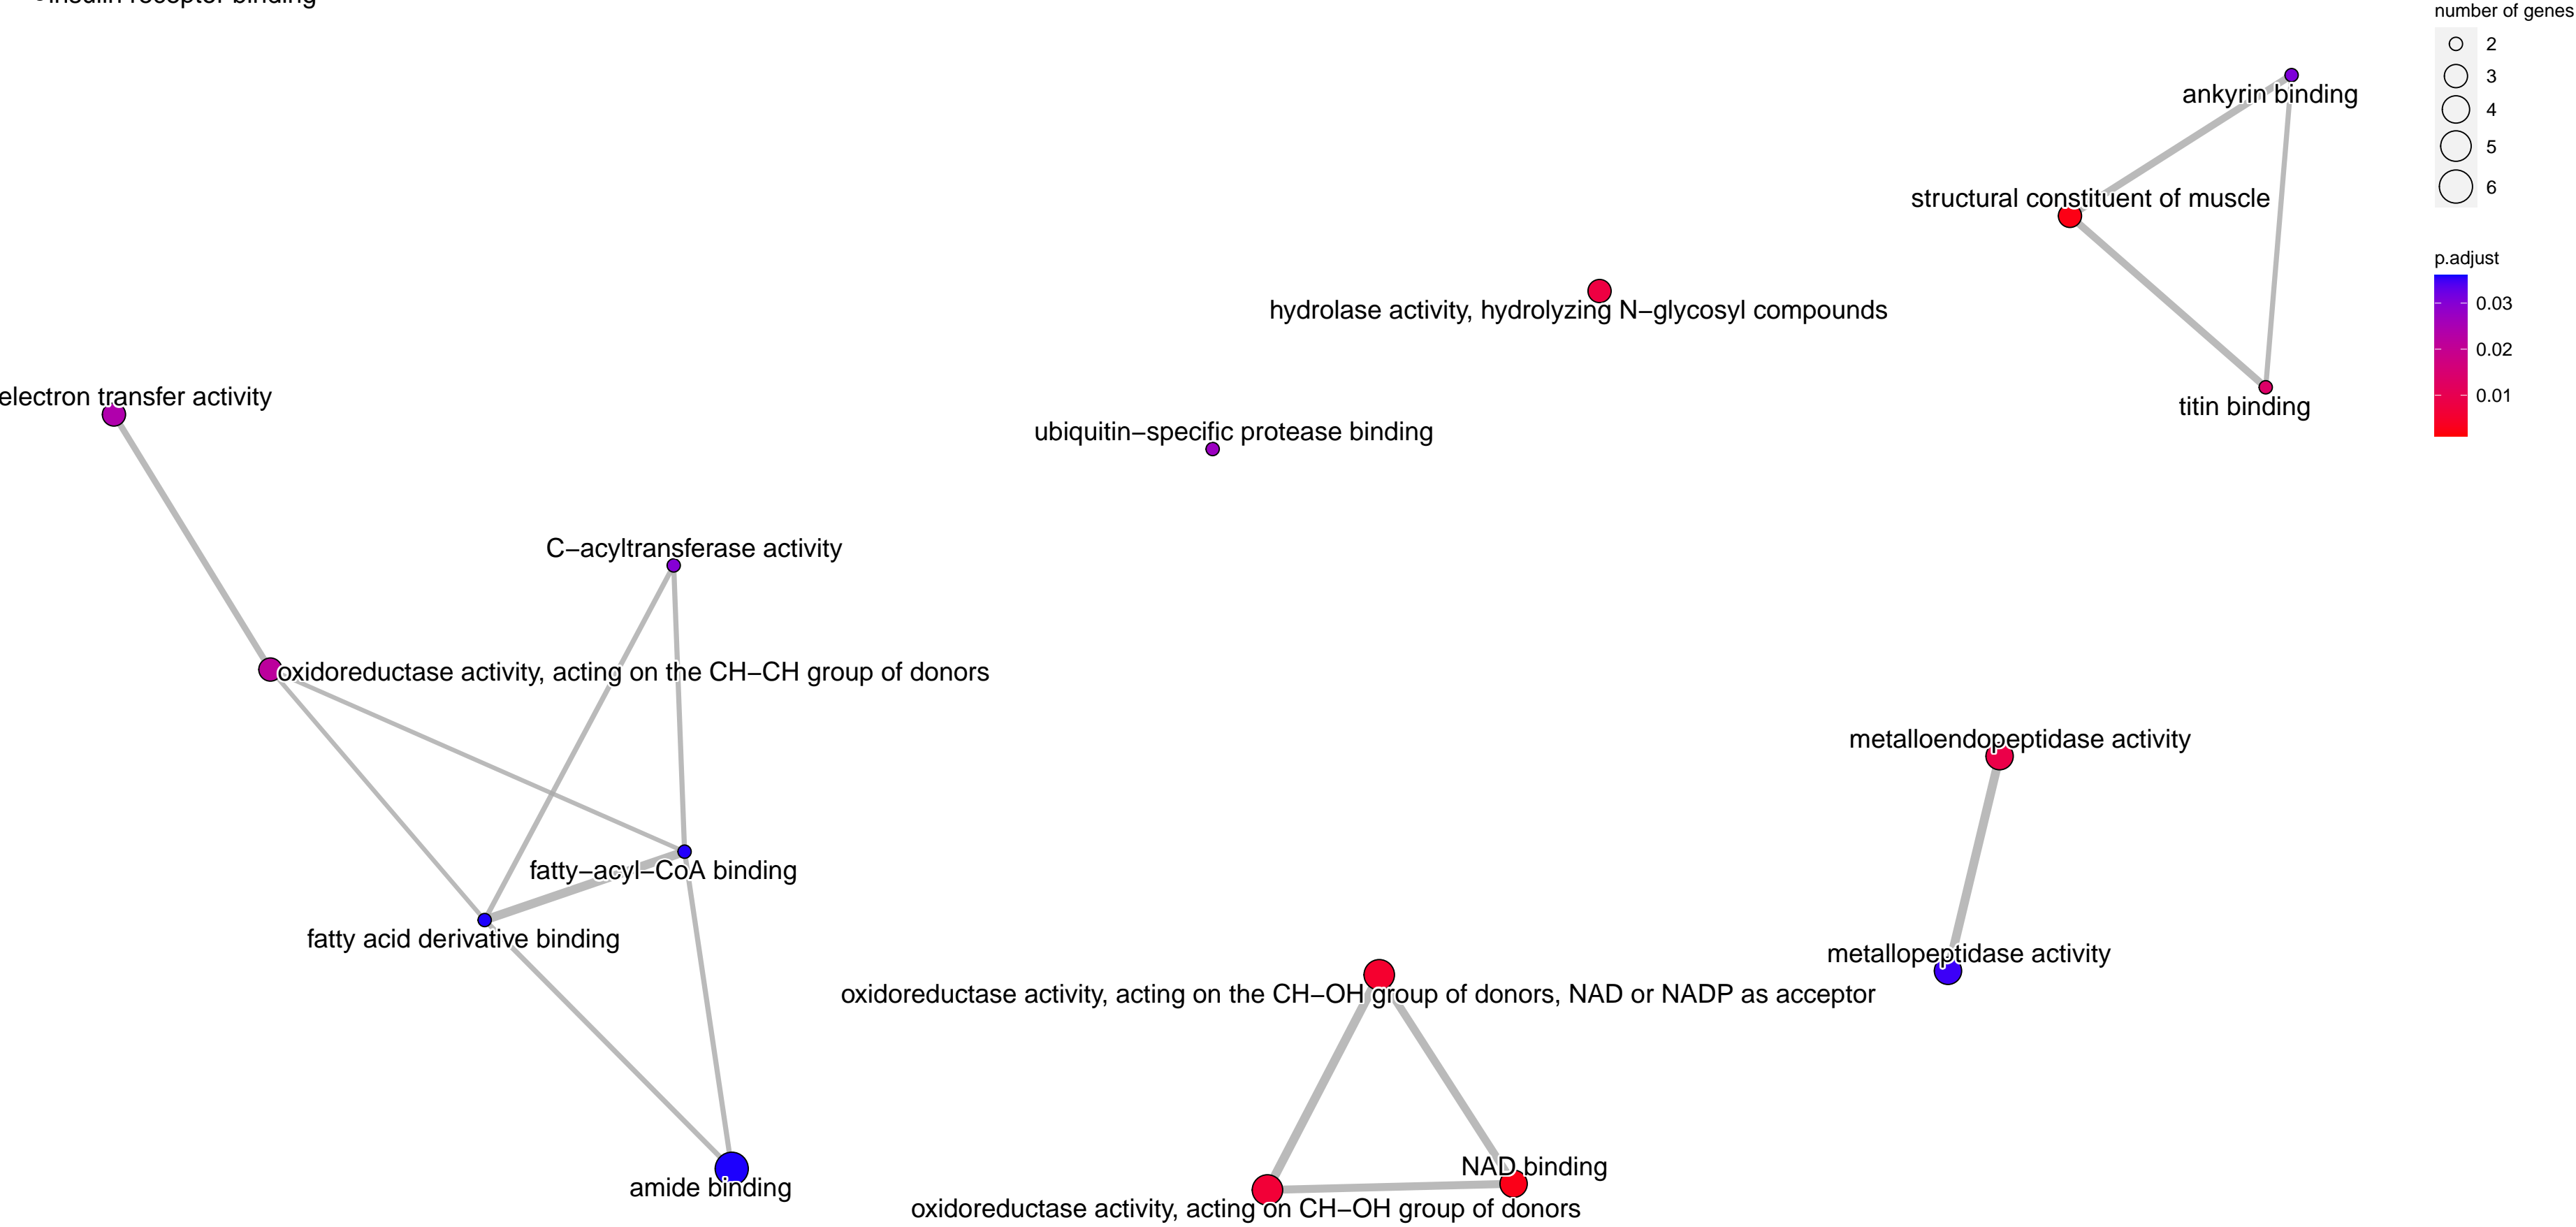 insulin receptor binding
number of genes
2
3
4
5
6
ankyrin binding
structural constituent of muscle
p.adjust
0.03
0.02
0.01
hydrolase activity, hydrolyzing N−glycosyl compounds
electron transfer activity
titin binding
ubiquitin−specific protease binding
C−acyltransferase activity
oxidoreductase activity, acting on the CH−CH group of donors
metalloendopeptidase activity
fatty−acyl−CoA binding
fatty acid derivative binding
metallopeptidase activity
oxidoreductase activity, acting on the CH−OH group of donors, NAD or NADP as acceptor
NAD binding
amide binding
oxidoreductase activity, acting on CH−OH group of donors